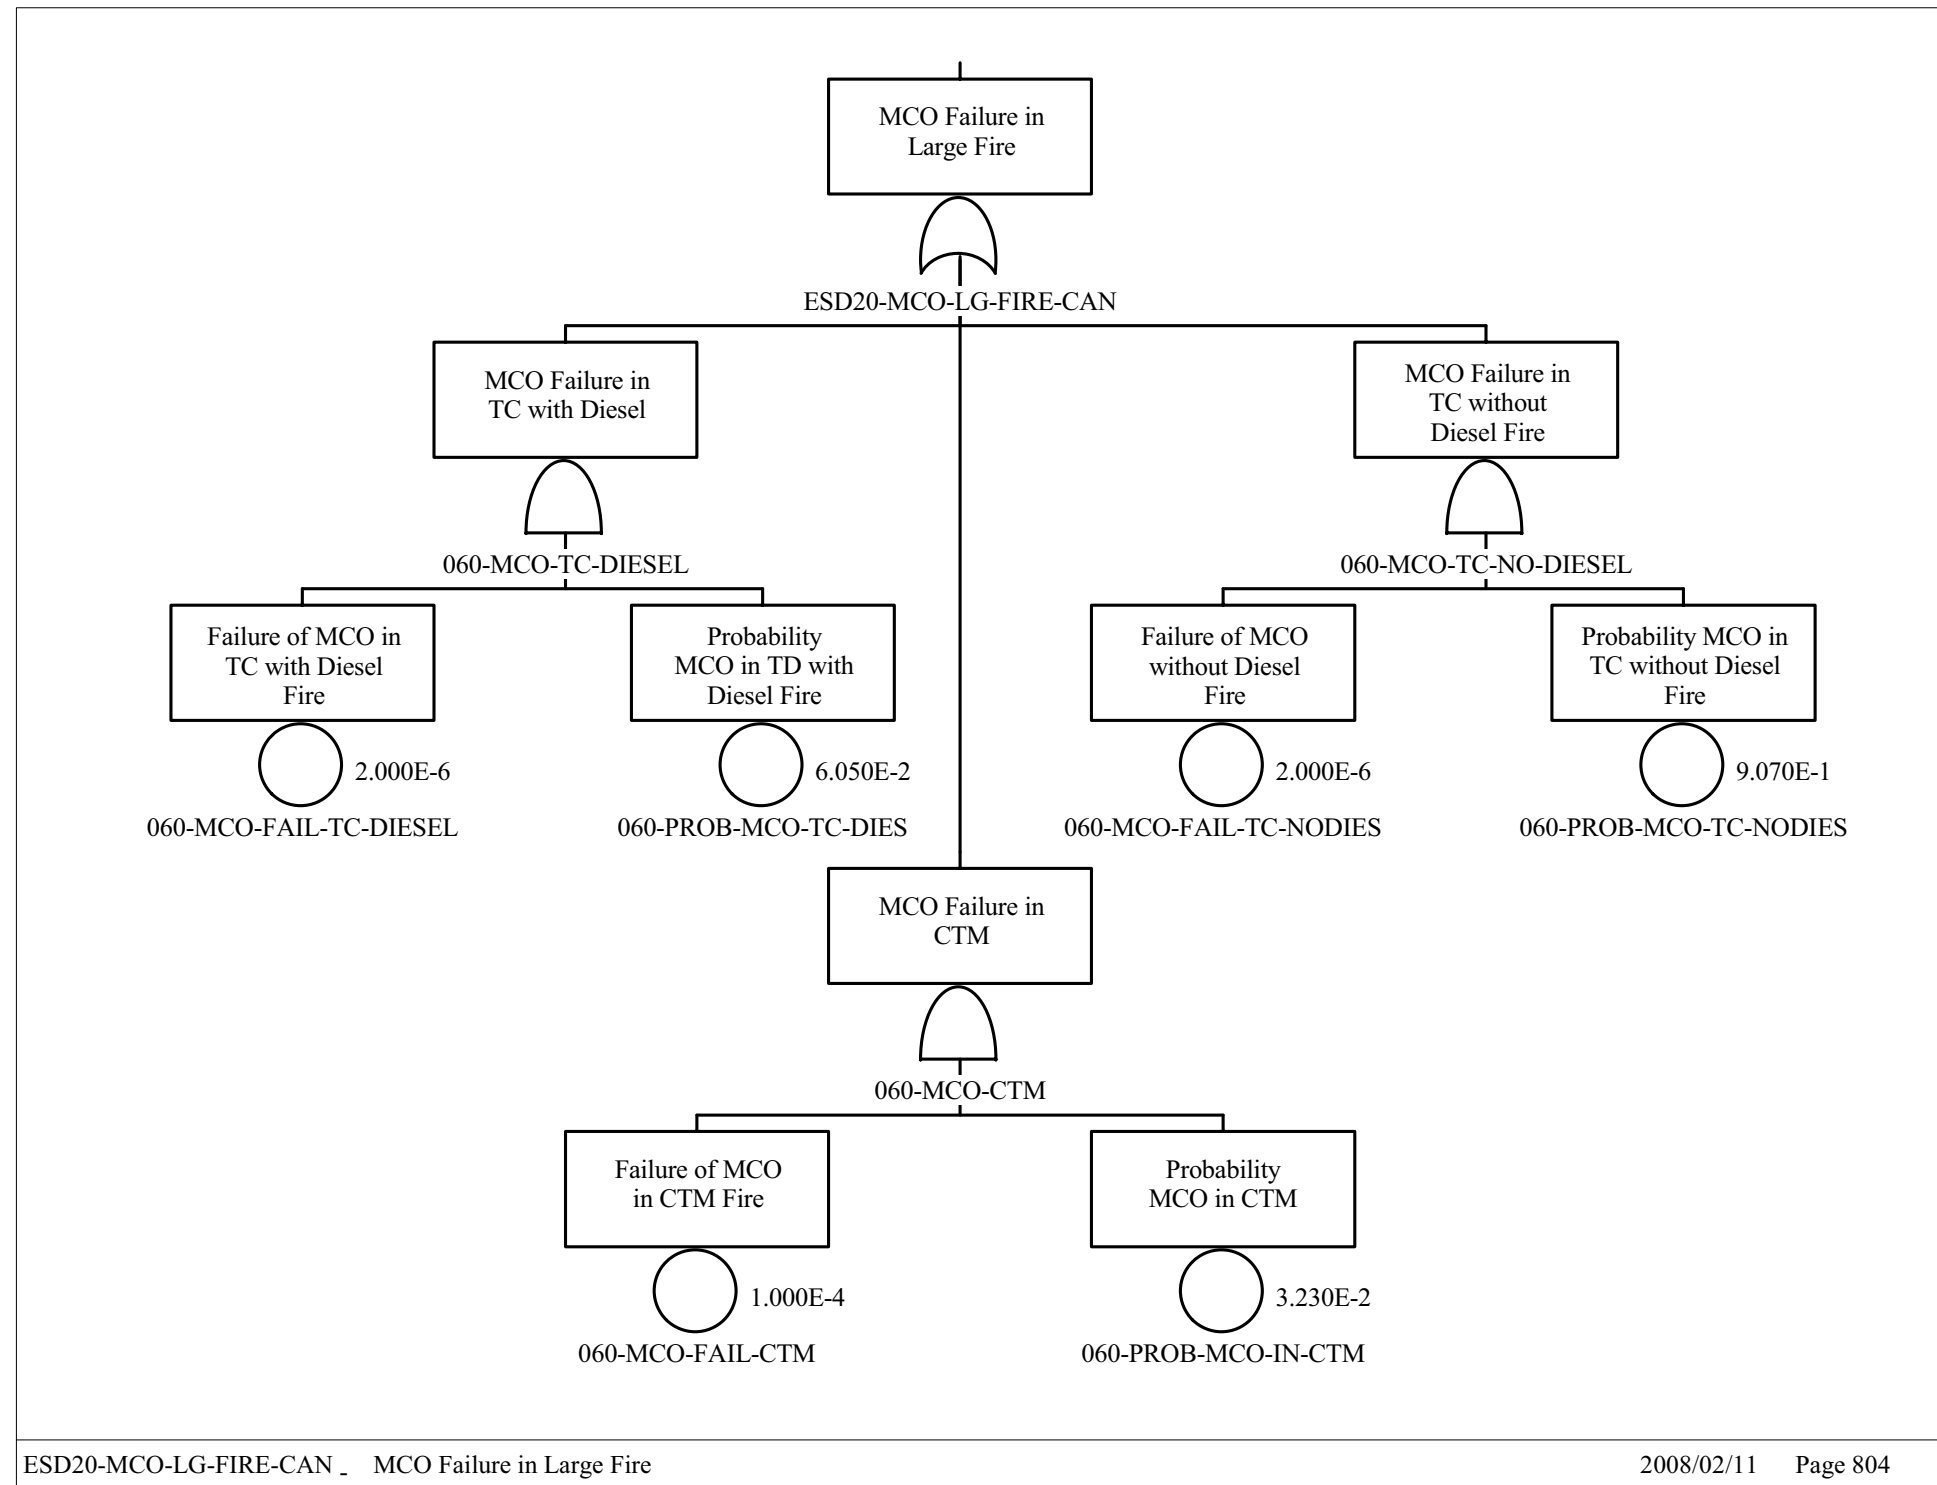 MCO Failure in
Large Fire
ESD20-MCO-LG-FIRE-CAN
MCO Failure in
TC with Diesel
060-MCO-TC-DIESEL
MCO Failure in
TC without
Diesel Fire
060-MCO-TC-NO-DIESEL
Failure of MCO in
TC with Diesel
Fire
2.000E-6
060-MCO-FAIL-TC-DIESEL
Probability
MCO in TD with
Diesel Fire
6.050E-2
060-PROB-MCO-TC-DIES
Failure of MCO
without Diesel
Fire
2.000E-6
060-MCO-FAIL-TC-NODIES
Probability MCO in
TC without Diesel
Fire
9.070E-1
060-PROB-MCO-TC-NODIES
MCO Failure in
CTM
060-MCO-CTM
Failure of MCO
in CTM Fire
1.000E-4
060-MCO-FAIL-CTM
Probability
MCO in CTM
3.230E-2
060-PROB-MCO-IN-CTM
ESD20-MCO-LG-FIRE-CAN _ MCO Failure in Large Fire 2008/02/11 Page 804